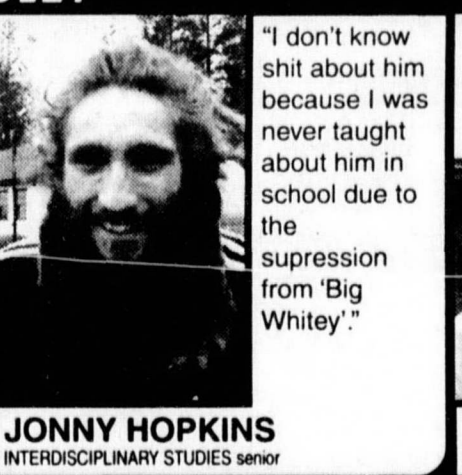 “I don't know
shit about him
because I was
never taught
about him in
school due to
the
supression
from ‘Big
Whitey’.”
JONNY HOPKINS
INTERDISCIPLINARY STUDIES senior